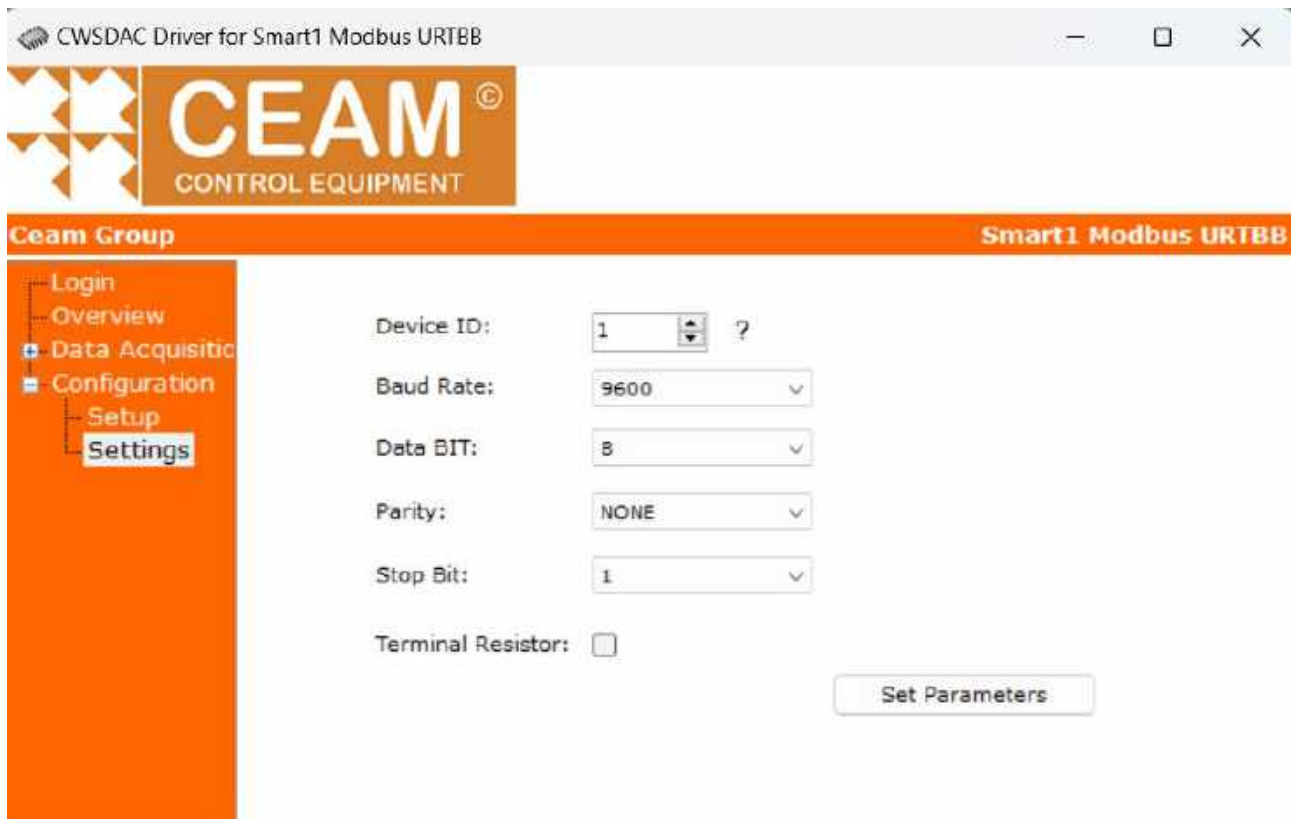 CWSDAC Driver for Smart1 Modbus URTBB
CEAM ©
CONTROL EQUIPMENT
Ceam Group
Smart1 Modbus URTBB
Login
Overview
Data Acquisitic
Configuration
Setup
Settings
Device ID: 1 ?
Baud Rate: 9600
Data BIT: 8
Parity: NONE
Stop Bit: 1
Terminal Resistor:
Set Parameters